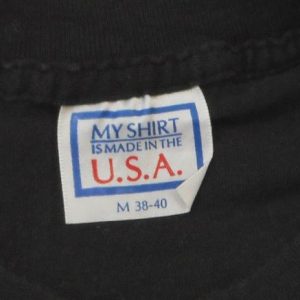 MY SHIRT
IS MADE IN THE
U.S.A.
M 38-40